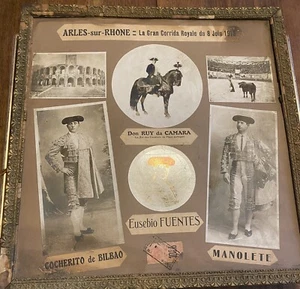 ARLES-sur-RHONE :: La Gran Corrida Royale du 8 Juin
Don RUY da CAMARA
Eusebio FUENTES
COCHERITO de BILBAO
MANOLETE